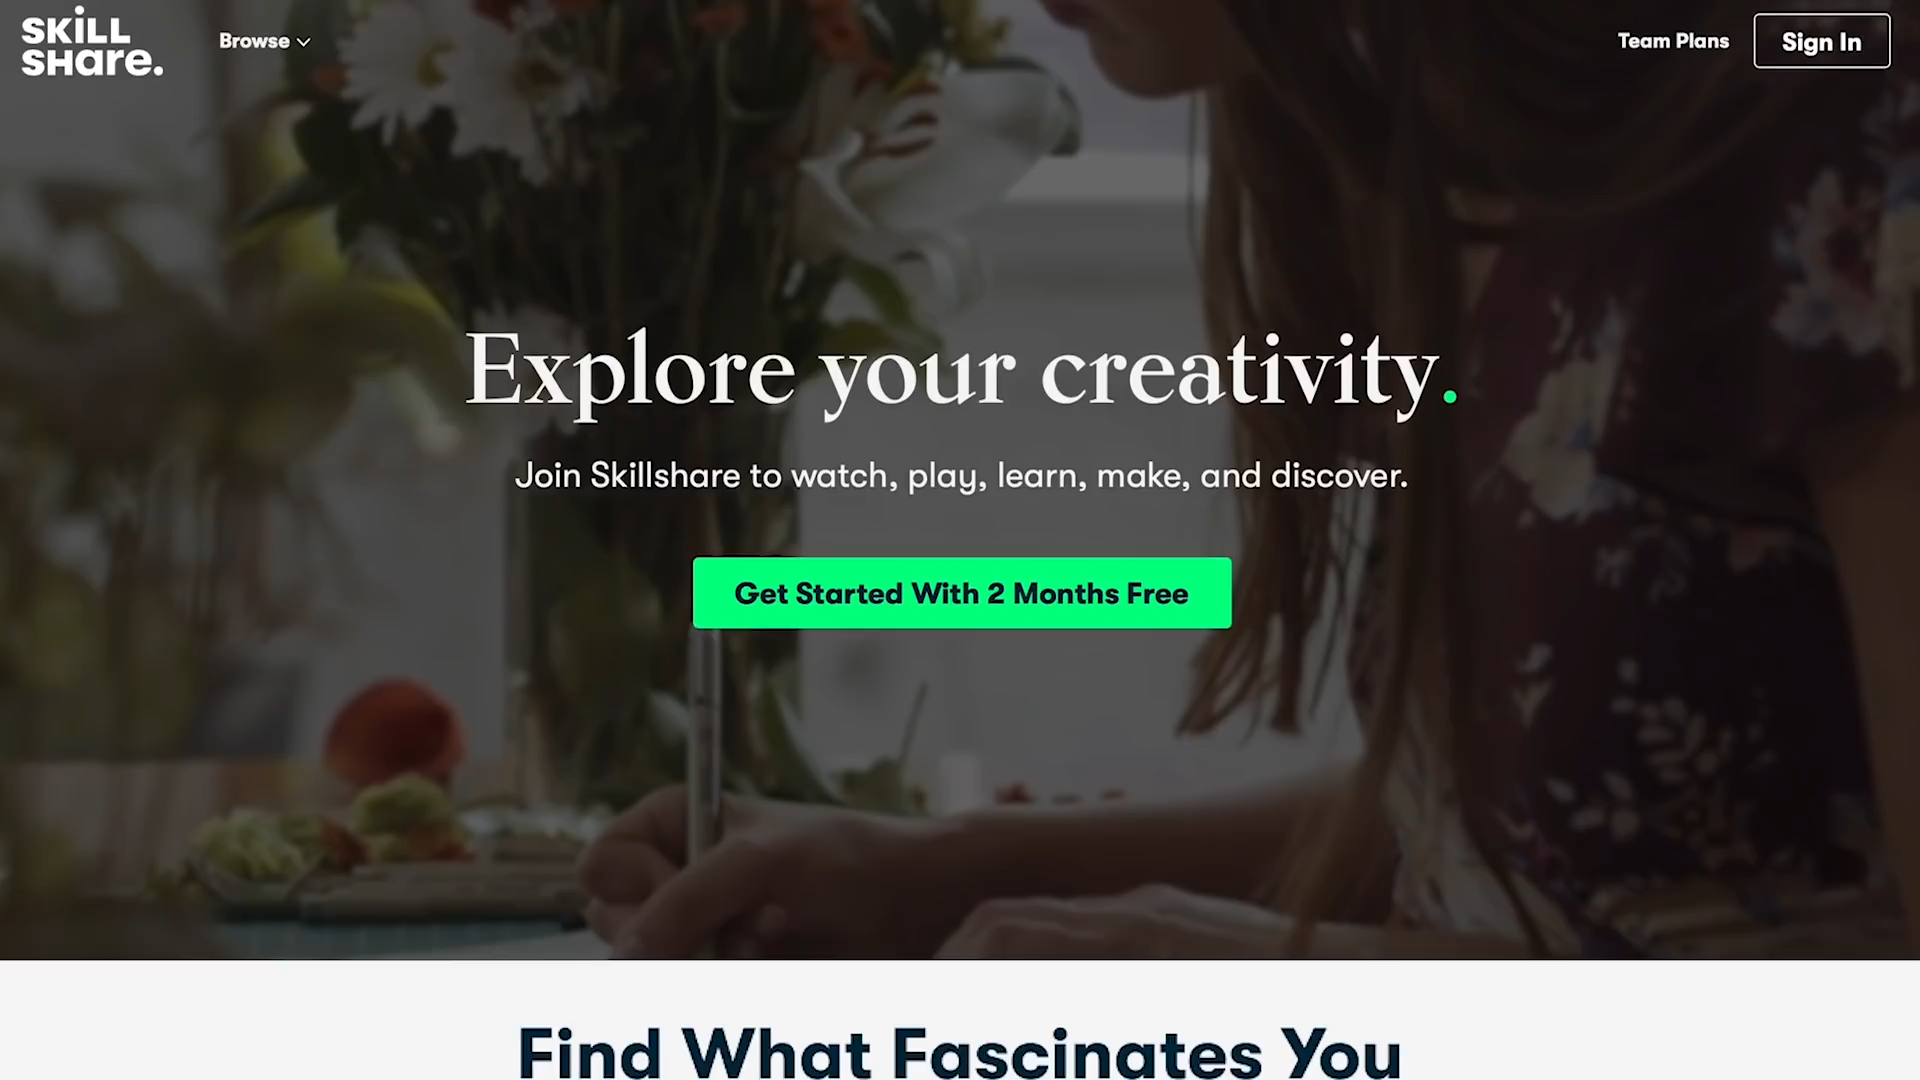 SKiLL
SHare.
Browse
Team Plans
Sign In
Explore your creativity.
Join Skillshare to watch, play, learn, make, and discover.
Get Started With 2 Months Free
Find What Fascinates You